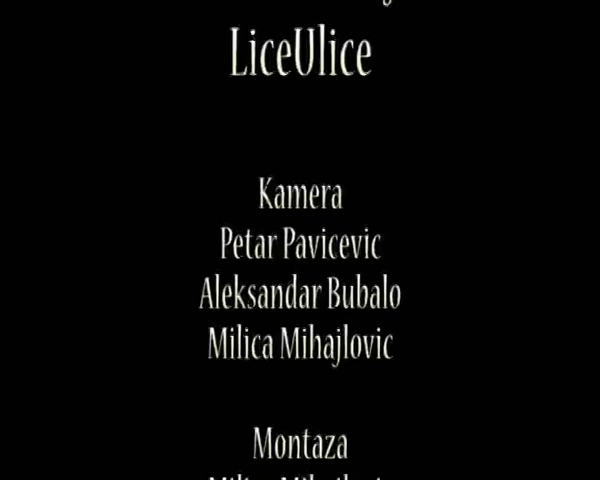 LiceUlice
Kamera
Petar Pavicevic
Aleksandar Bubalo
Milica Mihajlovic
Montaza